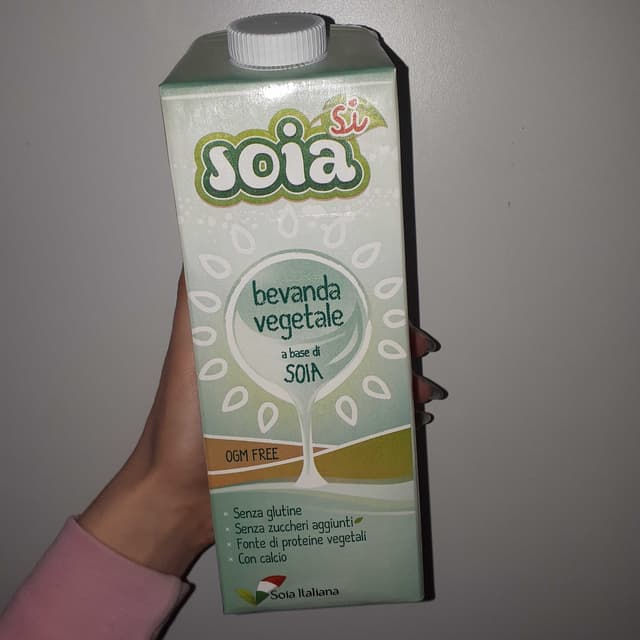 Sì
soia
bevanda
vegetale
a base di
SOIA
OGM FREE
Senza glutine
Senza zuccheri aggiunti
Fonte di proteine vegetali
Con calcio
Soia Italiana